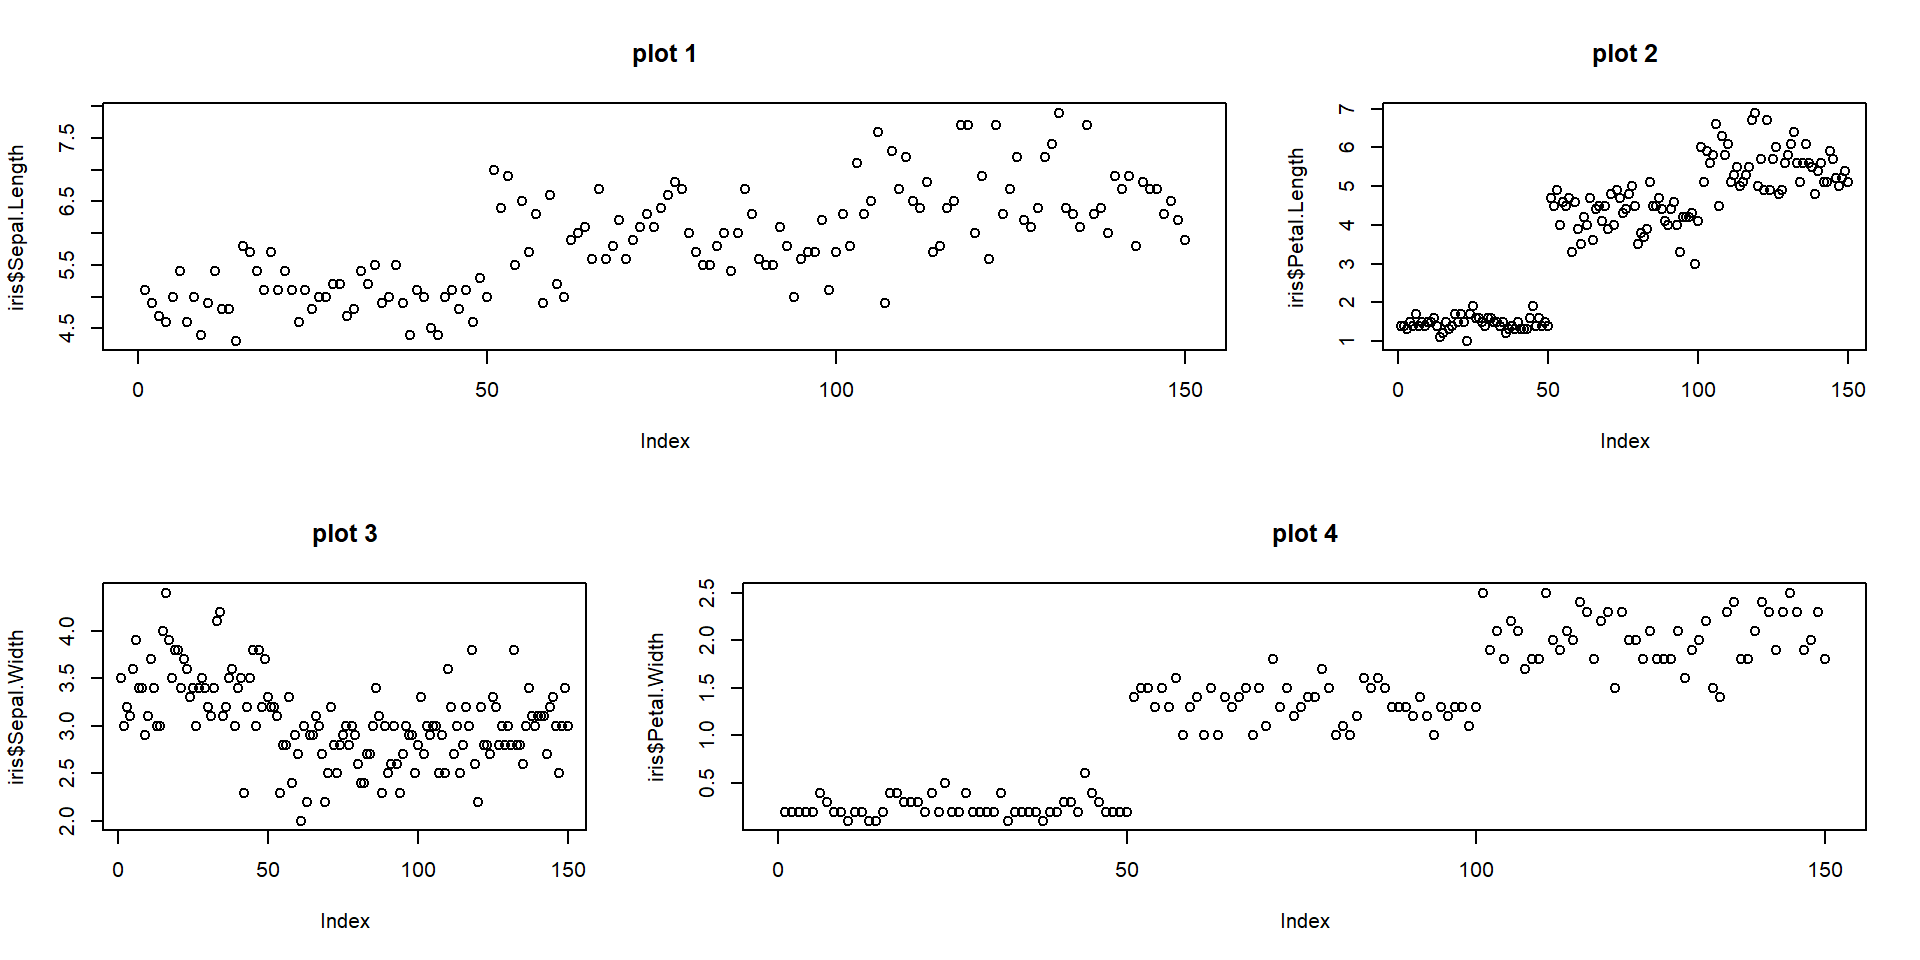 plot 1
iris$Sepal.Length
4.5 5.5 6.5 7.5
0 50 100 150
Index
plot 2
iris$Petal.Length
1 2 3 4 5 6 7
0 50 100 150
Index
plot 3
iris$Sepal.Width
2.0 2.5 3.0 3.5 4.0
0 50 100 150
Index
plot 4
iris$Petal.Width
0.5 1.0 1.5 2.0 2.5
0 50 100 150
Index